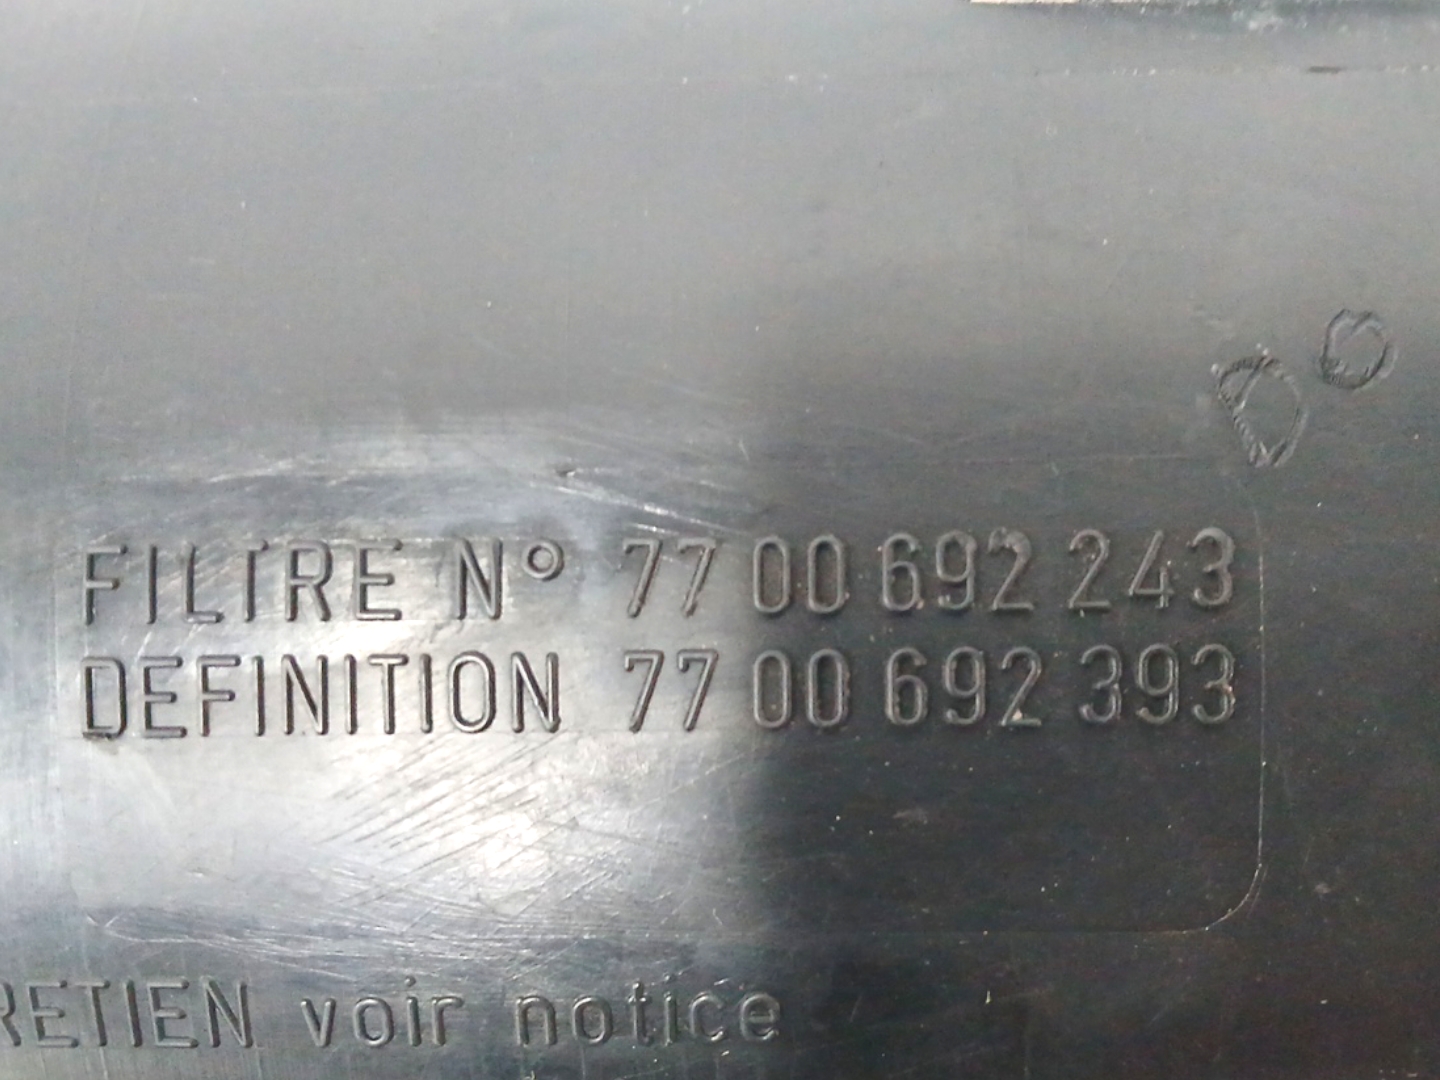 FILTRE N° 77 00 692 243
DEFINITION 77 00 692 393
RETIEN voir notice